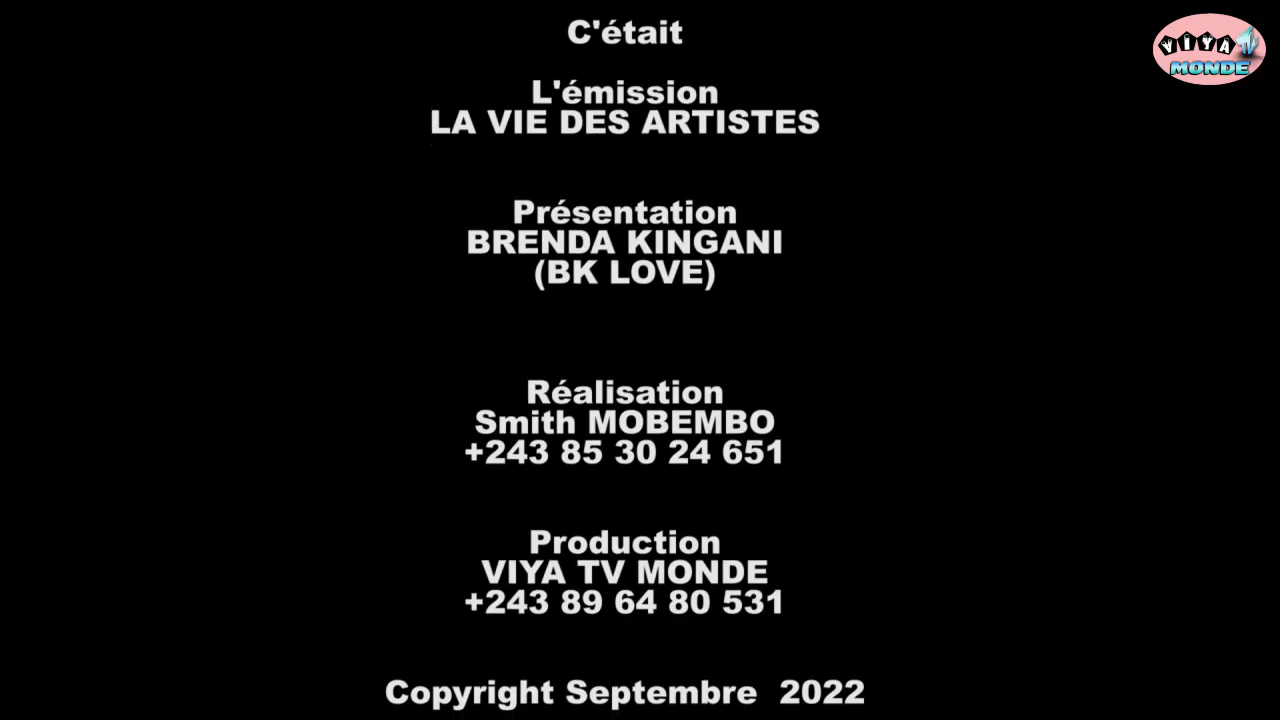 C'était
L'émission
LA VIE DES ARTISTES
Présentation
BRENDA KINGANI
(BK LOVE)
Réalisation
Smith MOBEMBO
+243 85 30 24 651
Production
VIYA TV MONDE
+243 89 64 80 531
Copyright Septembre  2022
VIYA TV
MONDE